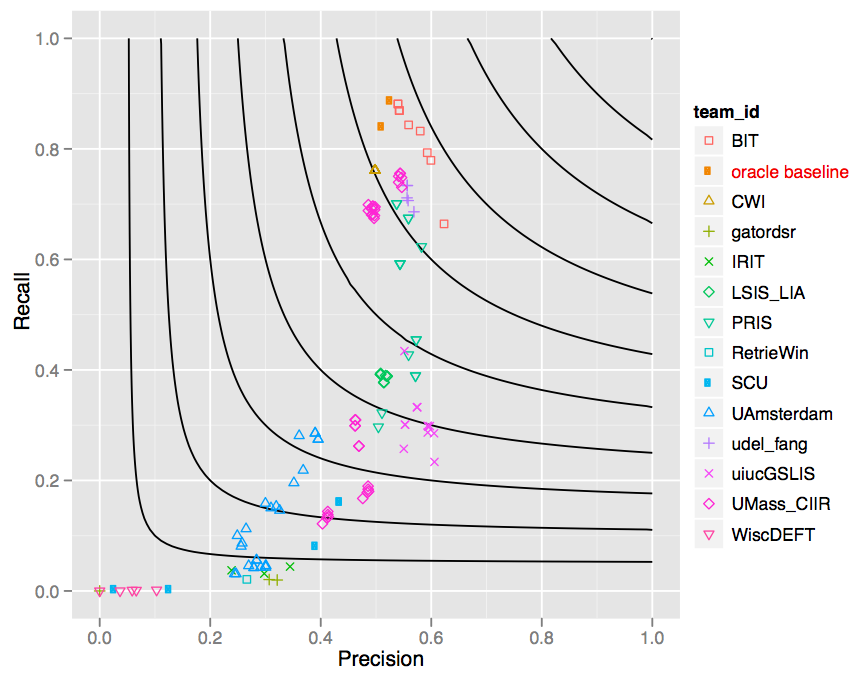 1.0
0.8
0.6
0.4
0.2
0.0
Recall
0.0 0.2 0.4 0.6 0.8 1.0
Precision
team_id
BIT
oracle baseline
CWI
gatordsr
IRIT
LSIS_LIA
PRIS
RetrieWin
SCU
UAmsterdam
udel_fang
uiucGSLIS
UMass_CIIR
WiscDEFT